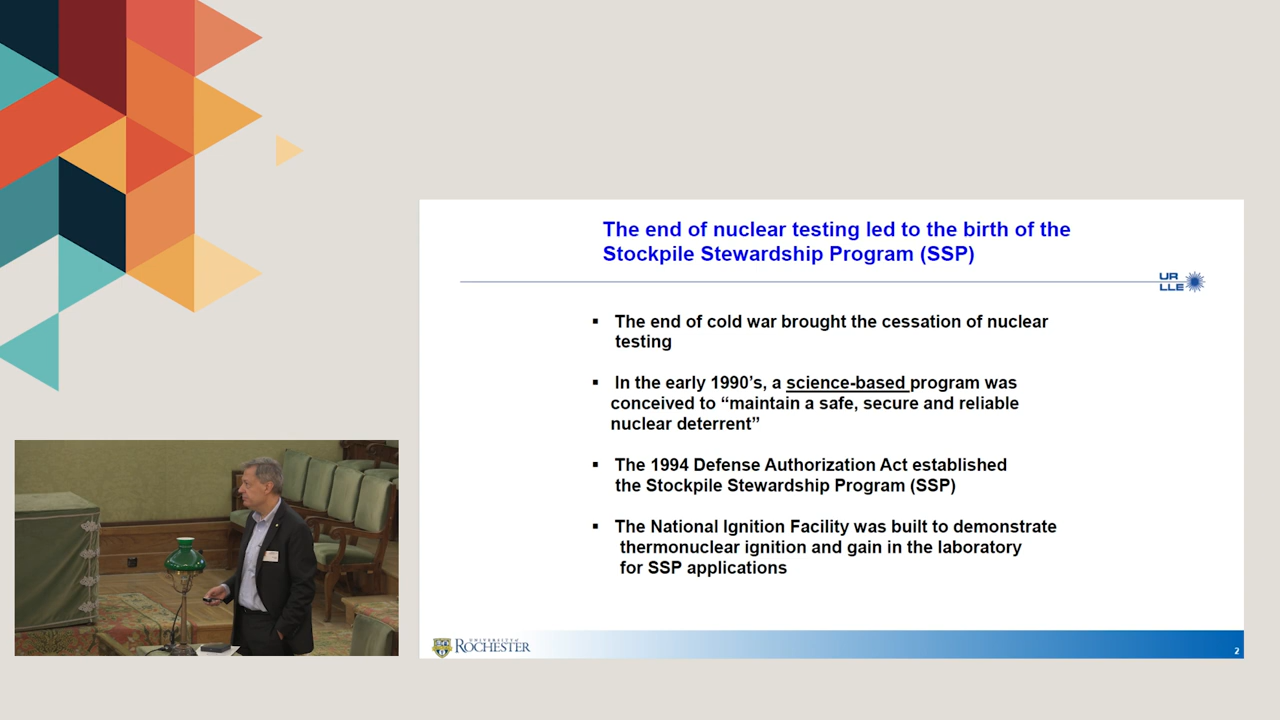 The end of nuclear testing led to the birth of the
Stockpile Stewardship Program (SSP)
UR
LLE
▪ The end of cold war brought the cessation of nuclear
testing
▪ In the early 1990's, a science-based program was
conceived to “maintain a safe, secure and reliable
nuclear deterrent”
▪ The 1994 Defense Authorization Act established
the Stockpile Stewardship Program (SSP)
▪ The National Ignition Facility was built to demonstrate
thermonuclear ignition and gain in the laboratory
for SSP applications
UNIVERSITY of
ROCHESTER
2